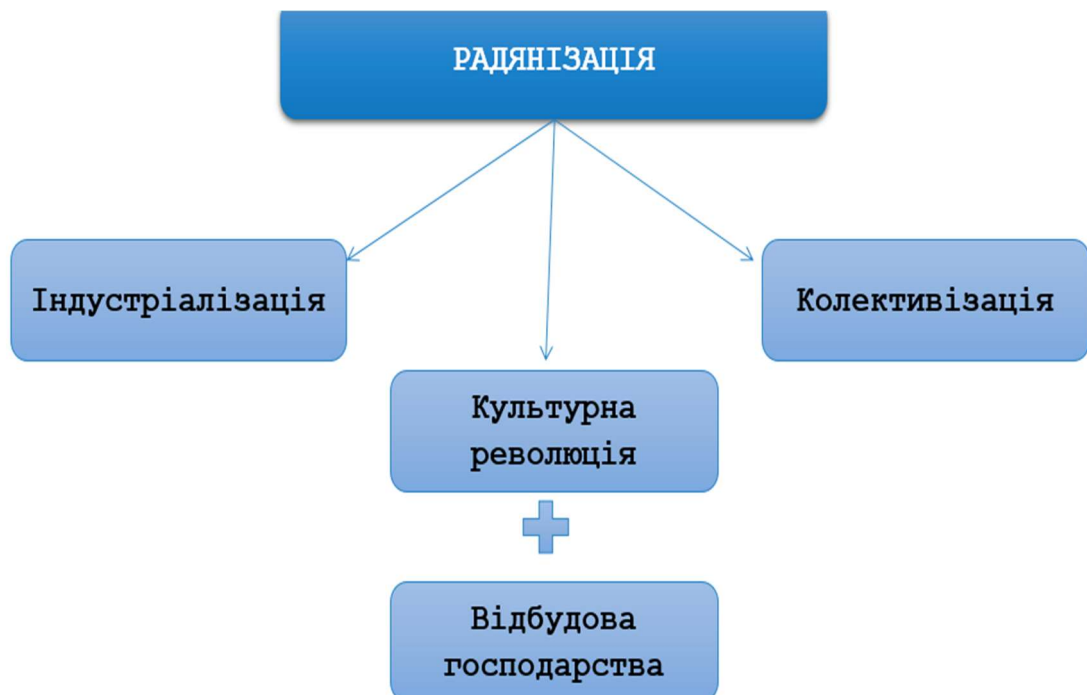 РАДЯНІЗАЦІЯ
Індустріалізація
Колективізація
Культурна
революція
Відбудова
господарства